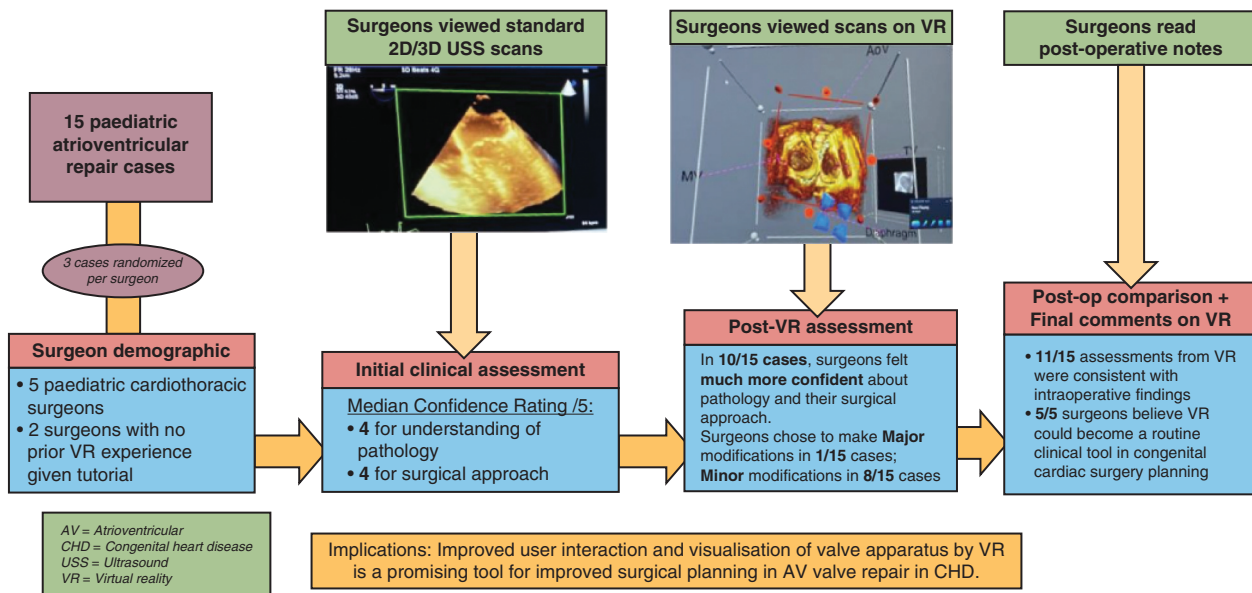 Surgeons viewed standard
2D/3D USS scans
Surgeons viewed scans on VR
Surgeons read
post-operative notes
FR 26Hz
3D Beats 4Q
AoV
TV
MV
Diaphragm
15 paediatric
atrioventricular
repair cases
3 cases randomized
per surgeon
Surgeon demographic
• 5 paediatric cardiothoracic
surgeons
• 2 surgeons with no
prior VR experience
given tutorial
Initial clinical assessment
Median Confidence Rating /5:
• 4 for understanding of
pathology
• 4 for surgical approach
Post-VR assessment
In 10/15 cases, surgeons felt
much more confident about
pathology and their surgical
approach.
Surgeons chose to make Major
modifications in 1/15 cases;
Minor modifications in 8/15 cases
Post-op comparison +
Final comments on VR
• 11/15 assessments from VR
were consistent with
intraoperative findings
• 5/5 surgeons believe VR
could become a routine
clinical tool in congenital
cardiac surgery planning
AV = Atrioventricular
CHD = Congenital heart disease
USS = Ultrasound
VR = Virtual reality
Implications: Improved user interaction and visualisation of valve apparatus by VR
is a promising tool for improved surgical planning in AV valve repair in CHD.